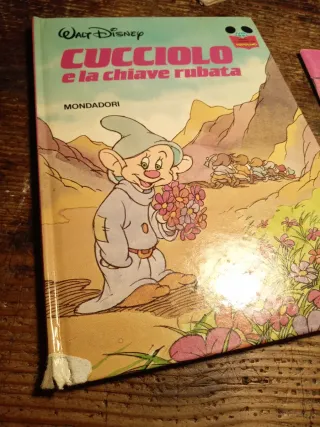 WALT DISNEY
CUCCIOLO
e la chiave rubata
MONDADORI